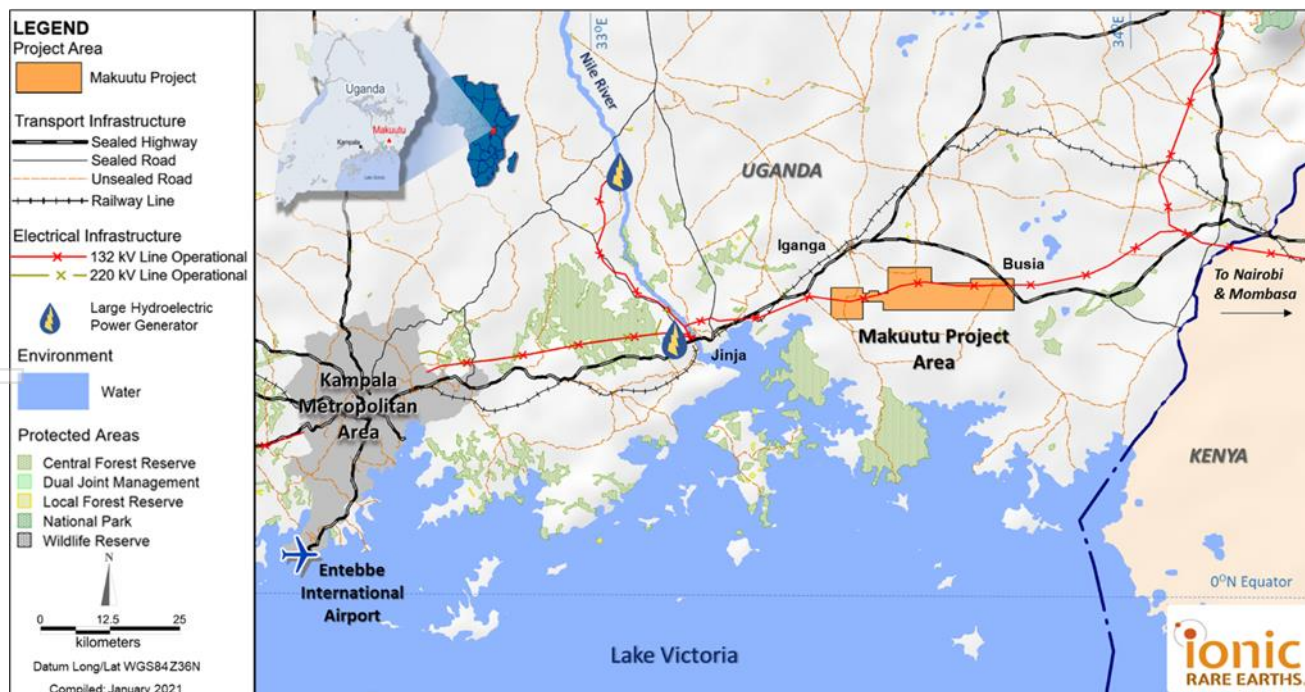 LEGEND
Project Area
Makuutu Project
Transport Infrastructure
Sealed Highway
Sealed Road
Unsealed Road
Railway Line
Electrical Infrastructure
132 kV Line Operational
220 kV Line Operational
Large Hydroelectric
Power Generator
Environment
Water
Protected Areas
Central Forest Reserve
Dual Joint Management
Local Forest Reserve
National Park
Wildlife Reserve
N
0 12.5 25
kilometers
Datum Long/Lat WGS84 Z36N
Compiled: January 2021
Uganda
Makuutu
Kampala
33°E
34°E
Nile River
UGANDA
Iganga
Busia
To Nairobi
& Mombasa
Jinja
Makuutu Project
Area
Kampala
Metropolitan
Area
KENYA
Entebbe
International
Airport
0°N Equator
Lake Victoria
ionic
RARE EARTHS